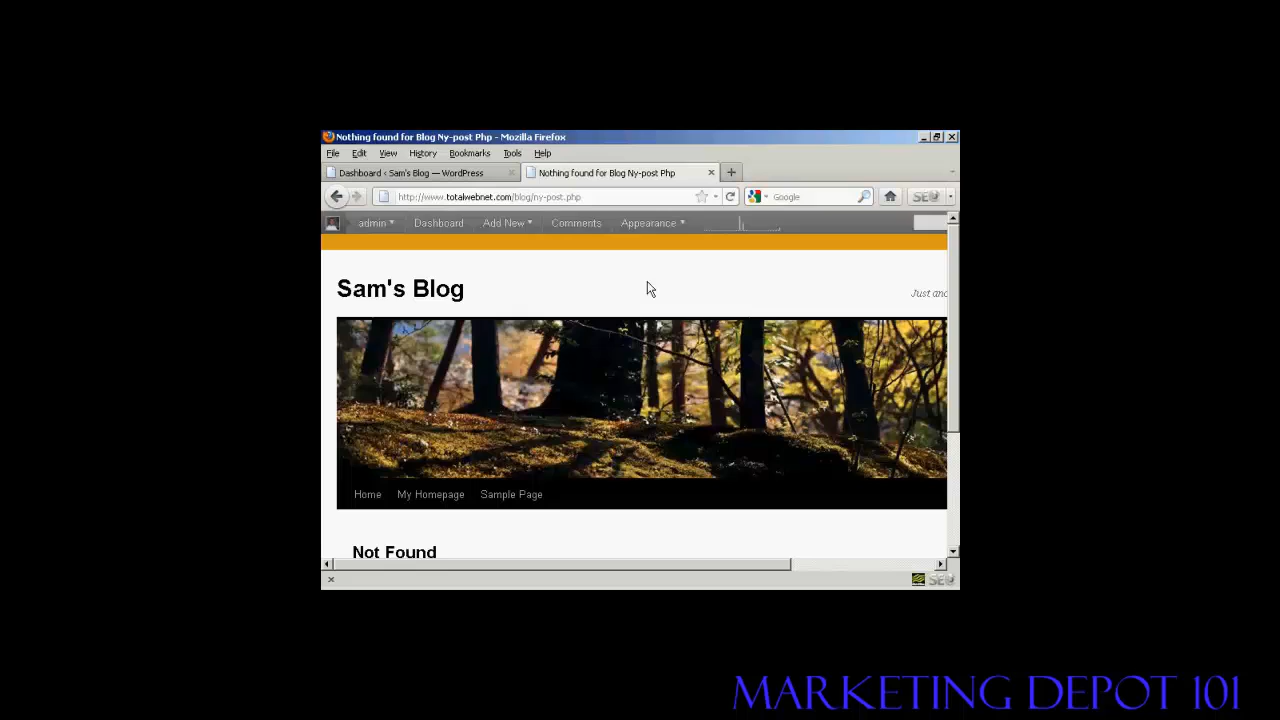 Nothing found for Blog Ny-post Php - Mozilla Firefox
File Edit View History Bookmarks Tools Help
Dashboard ‹ Sam's Blog — WordPress
Nothing found for Blog Ny-post Php
http://www.totalwebnet.com/blog/ny-post.php
Google
SEO
admin Dashboard Add New Comments Appearance
Sam's Blog
Just
Home My Homepage Sample Page
Not Found
SEO
MARKETING DEPOT 101